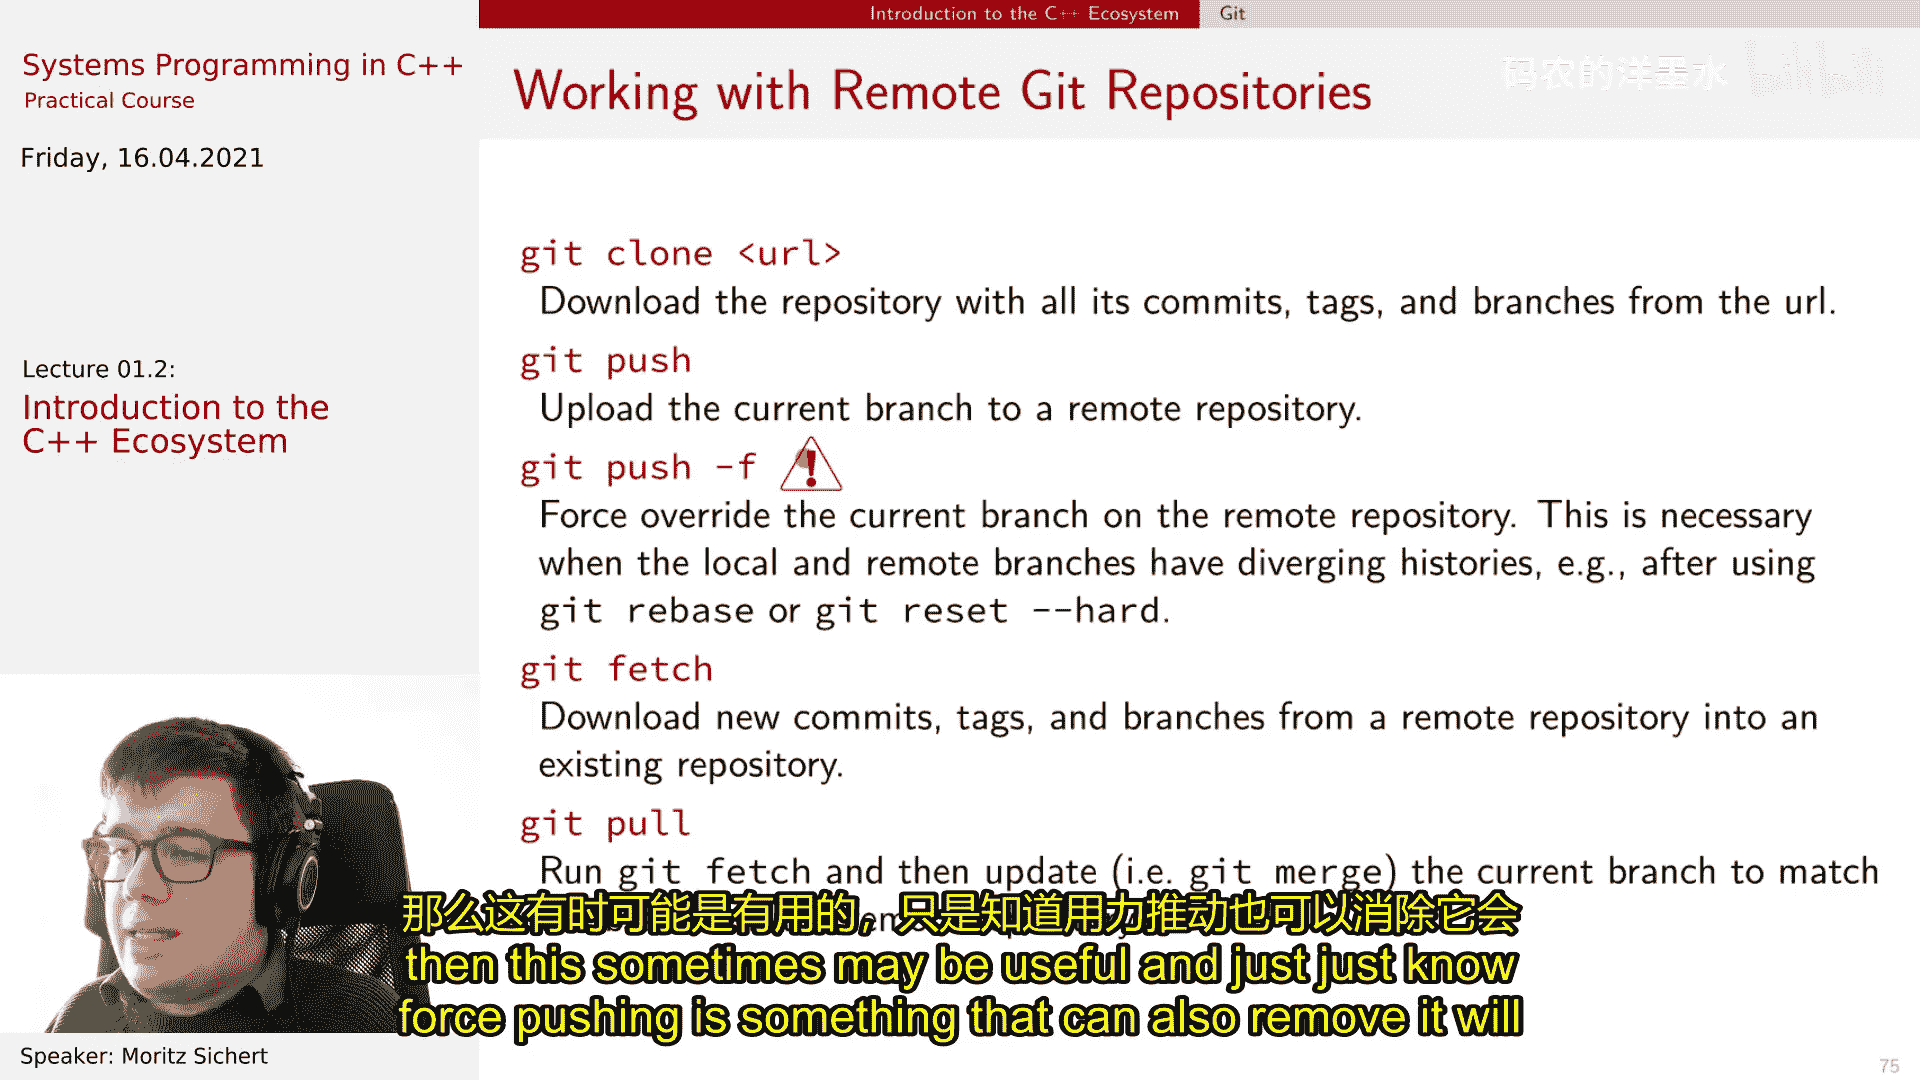 Introduction to the C++ Ecosystem
Git
Systems Programming in C++
Practical Course
Friday, 16.04.2021
Working with Remote Git Repositories
码农的洋墨水
git clone <url>
Download the repository with all its commits, tags, and branches from the url.
git push
Upload the current branch to a remote repository.
git push -f
Force override the current branch on the remote repository. This is necessary
when the local and remote branches have diverging histories, e.g., after using
git rebase or git reset --hard.
git fetch
Download new commits, tags, and branches from a remote repository into an
existing repository.
git pull
Run git fetch and then update (i.e. git merge) the current branch to match
Lecture 01.2:
Introduction to the
C++ Ecosystem
那么这有时可能是有用的，只是知道用力推动也可以消除它会
then this sometimes may be useful and just just know
force pushing is something that can also remove it will
Speaker: Moritz Sichert
75